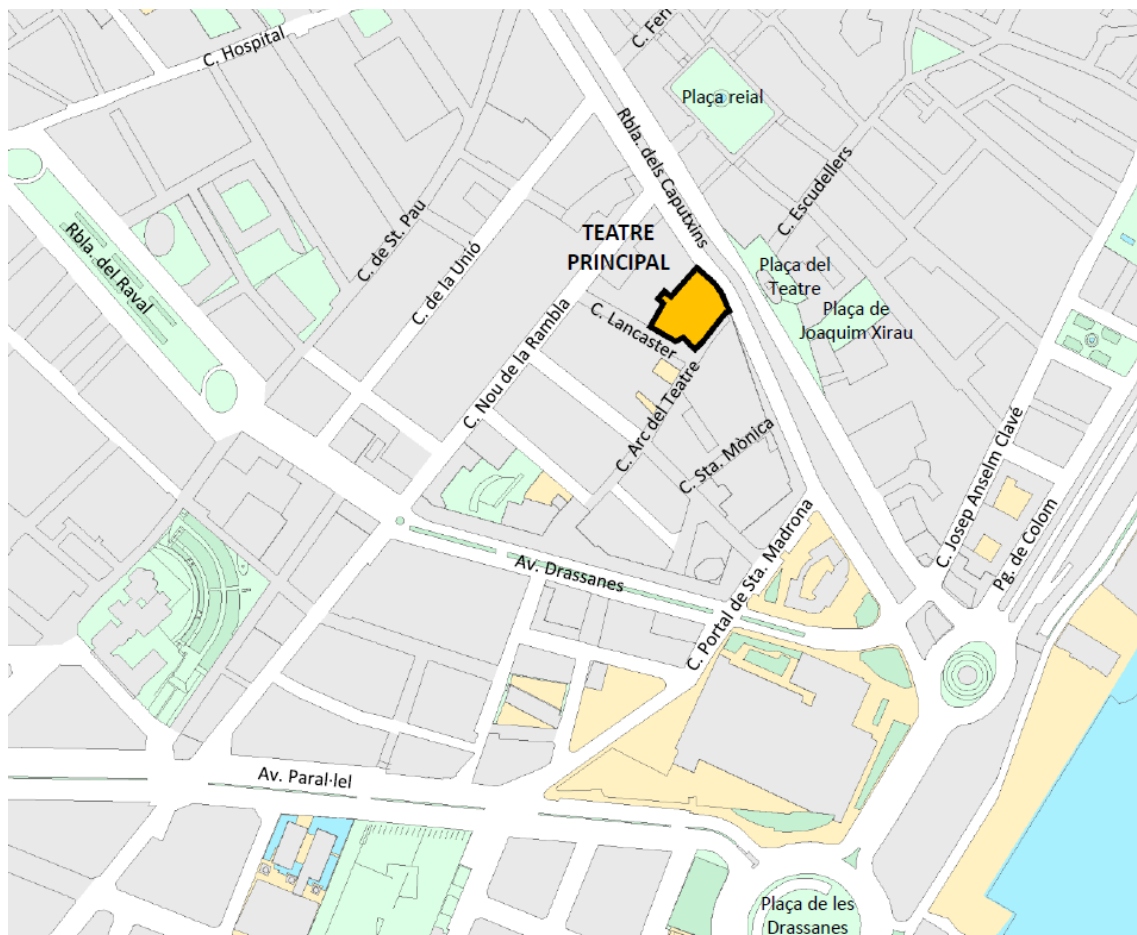 C. Hospital
C. Fer
Plaça reial
Rbla. dels Caputxins
C. Escudellers
Rbla. del Raval
C. de St. Pau
C. de la Unió
TEATRE
PRINCIPAL
Plaça del
Teatre
Plaça de
Joaquim Xirau
C. Lancaster
C. Nou de la Rambla
C. Arc del Teatre
C. Sta. Mònica
C. Josep Anselm Clavé
Pg. de Colom
Av. Drassanes
C. Portal de Sta. Madrona
Av. Paral·lel
Plaça de les
Drassanes